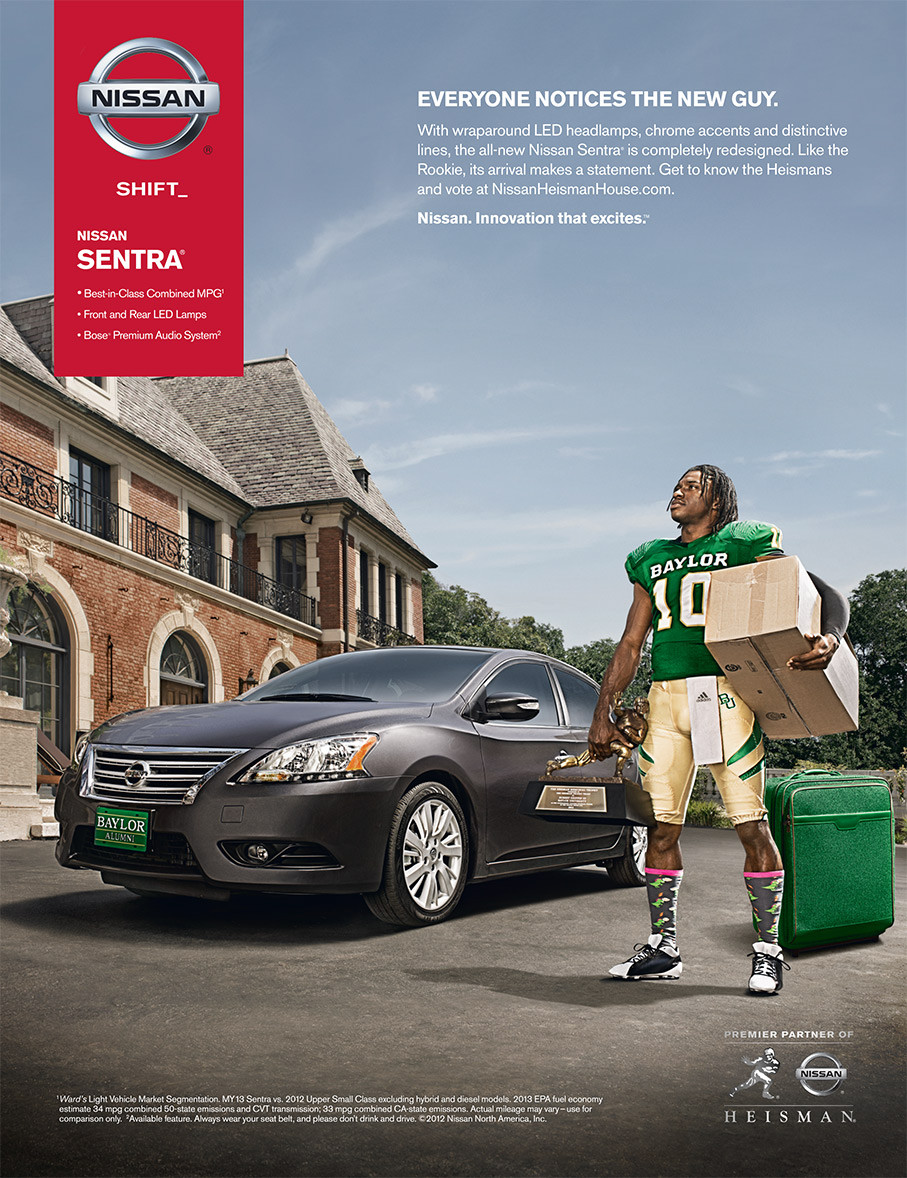 NISSAN
®
SHIFT_
NISSAN
SENTRA®
• Best-in-Class Combined MPG¹
• Front and Rear LED Lamps
• Bose® Premium Audio System²
EVERYONE NOTICES THE NEW GUY.
With wraparound LED headlamps, chrome accents and distinctive
lines, the all-new Nissan Sentra® is completely redesigned. Like the
Rookie, its arrival makes a statement. Get to know the Heismans
and vote at NissanHeismanHouse.com.
Nissan. Innovation that excites.™
BAYLOR
10
adidas
BU
BAYLOR
ALUMNI
PREMIER PARTNER OF
NISSAN
HEISMAN®
¹Ward's Light Vehicle Market Segmentation. MY13 Sentra vs. 2012 Upper Small Class excluding hybrid and diesel models. 2013 EPA fuel economy
estimate 34 mpg combined 50-state emissions and CVT transmission; 33 mpg combined CA-state emissions. Actual mileage may vary – use for
comparison only. ²Available feature. Always wear your seat belt, and please don't drink and drive. ©2012 Nissan North America, Inc.